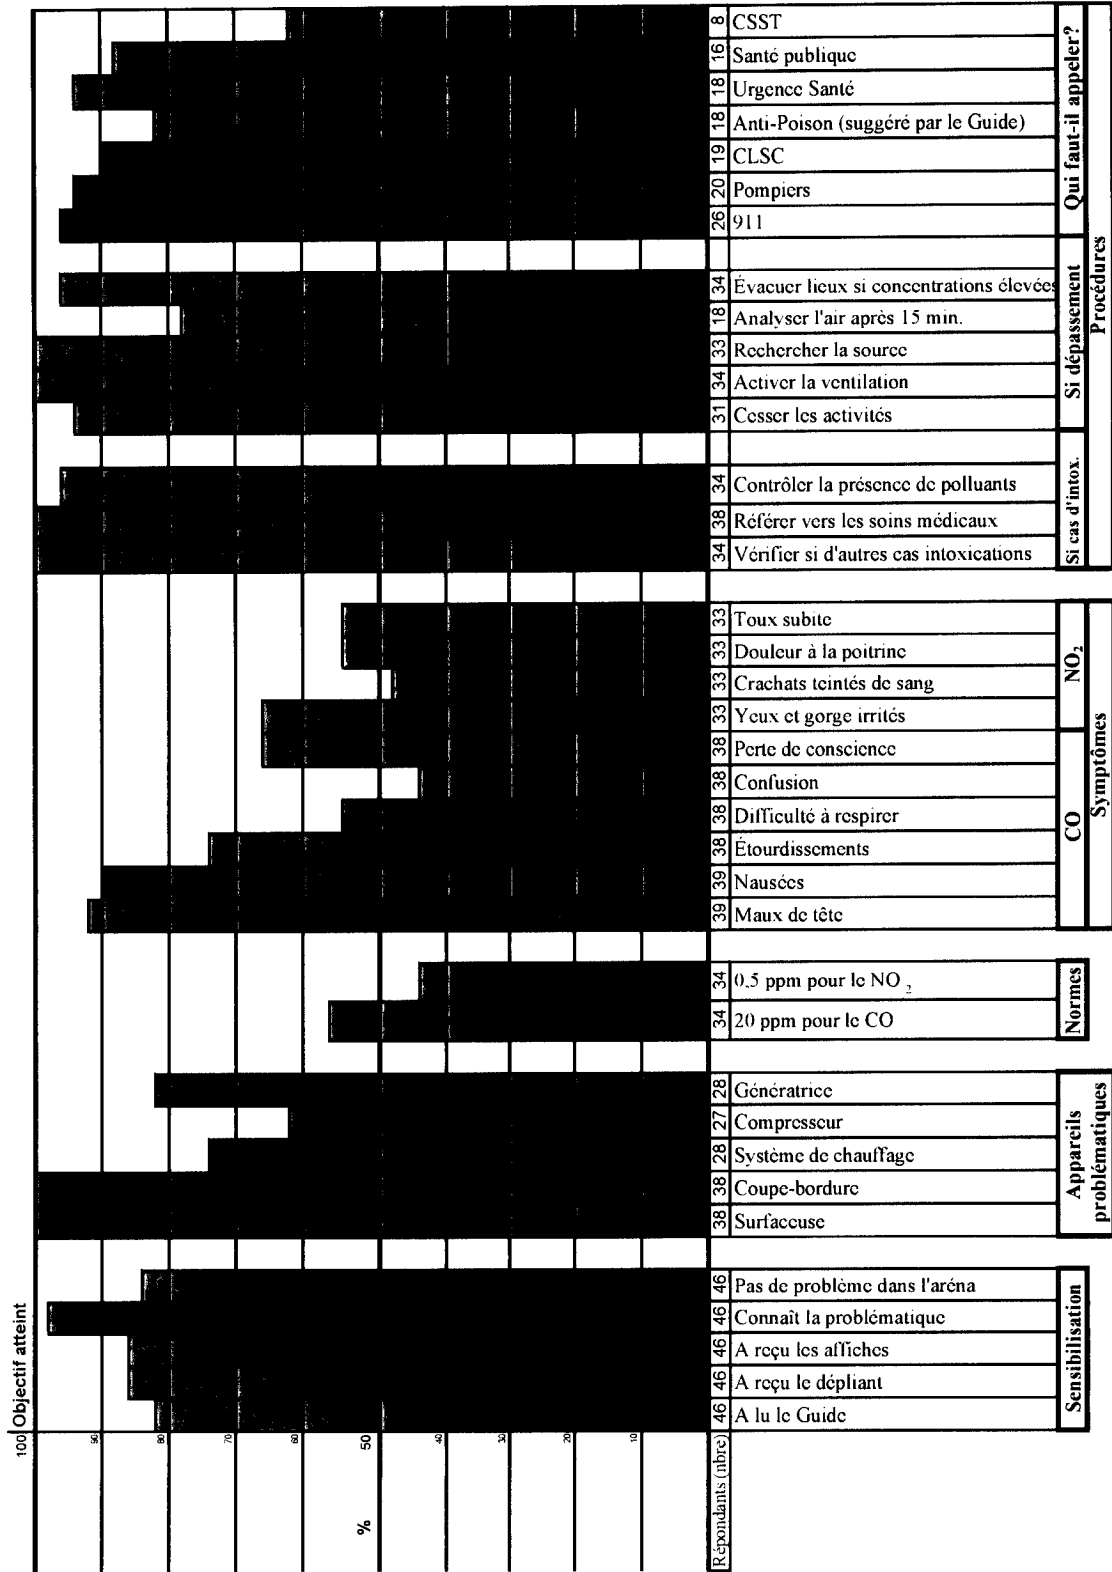 100 Objectif atteint
90
80
70
60
50
40
30
20
10
%
Répondants (nbre)
8 CSST
16 Santé publique
18 Urgence Santé
18 Anti-Poison (suggéré par le Guide)
19 CLSC
20 Pompiers
26 911
Qui faut-il appeler?
34 Évacuer lieux si concentrations élevées
18 Analyser l'air après 15 min.
33 Rechercher la source
34 Activer la ventilation
31 Cesser les activités
Si dépassement
34 Contrôler la présence de polluants
38 Référer vers les soins médicaux
34 Vérifier si d'autres cas intoxications
Si cas d'intox.
Procédures
33 Toux subite
33 Douleur à la poitrine
33 Crachats teintés de sang
33 Yeux et gorge irrités
NO₂
38 Perte de conscience
38 Confusion
38 Difficulté à respirer
38 Étourdissements
39 Nausées
39 Maux de tête
CO
Symptômes
34 0.5 ppm pour le NO₂
34 20 ppm pour le CO
Normes
28 Génératrice
27 Compresseur
28 Système de chauffage
38 Coupe-bordure
38 Surfaceuse
Appareils
problématiques
46 Pas de problème dans l'aréna
46 Connaît la problématique
46 A reçu les affiches
46 A reçu le dépliant
46 A lu le Guide
Sensibilisation